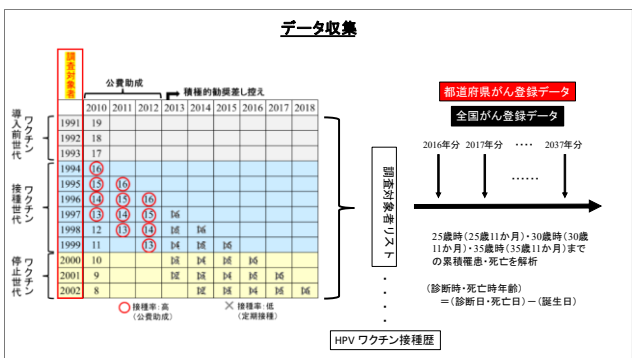 データ収集
調査対象者
公費助成
積極的勧奨差し控え
2010 2011 2012 2013 2014 2015 2016 2017 2018
ワクチン導入前世代
1991 19
1992 18
1993 17
ワクチン接種世代
1994 16
1995 15 16
1996 14 15 16
1997 13 14 15 16
1998 12 13 14 15 16
1999 11 13 14 15 16
ワクチン停止世代
2000 10 13 14 15 16
2001 9 12 13 14 15 16
2002 8 12 13 14 15 16
○ 接種率:高
(公費助成)
× 接種率:低
(定期接種)
調査対象者リスト
・・・・
HPV ワクチン接種歴
都道府県がん登録データ
全国がん登録データ
2016年分 2017年分 ‥‥ 2037年分
‥‥‥
25歳時(25歳11か月)・30歳時(30歳
11か月)・35歳時(35歳11か月)まで
の累積罹患・死亡を解析
(診断時・死亡時年齢)
=(診断日・死亡日)-(誕生日)